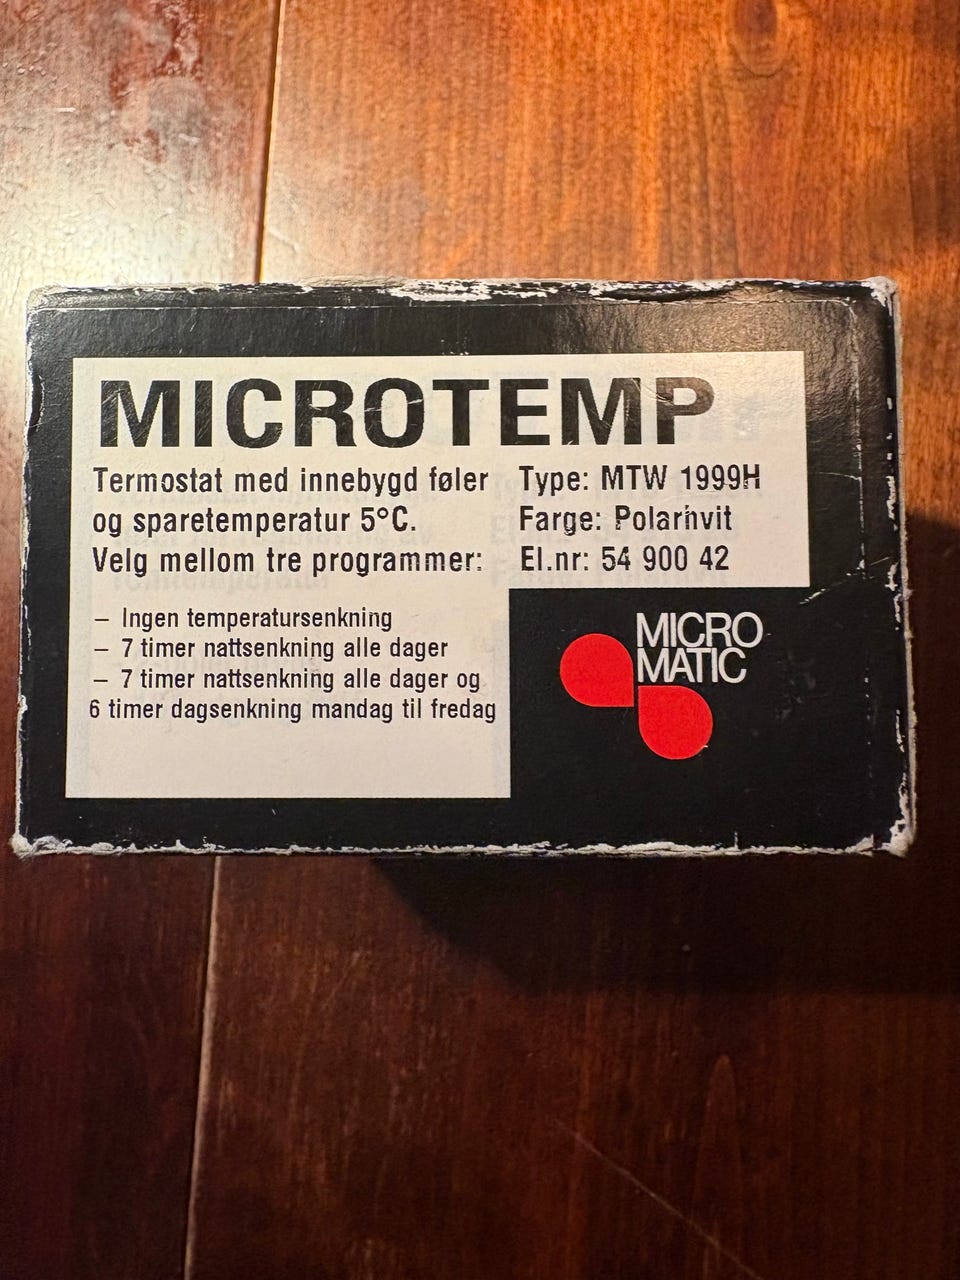 MICROTEMP
Termostat med innebygd føler
og sparetemperatur 5°C.
Velg mellom tre programmer:
– Ingen temperatursenkning
– 7 timer nattsenkning alle dager
– 7 timer nattsenkning alle dager og
6 timer dagsenkning mandag til fredag
Type: MTW 1999H
Farge: Polarhvit
El.nr: 54 900 42
MICRO
MATIC